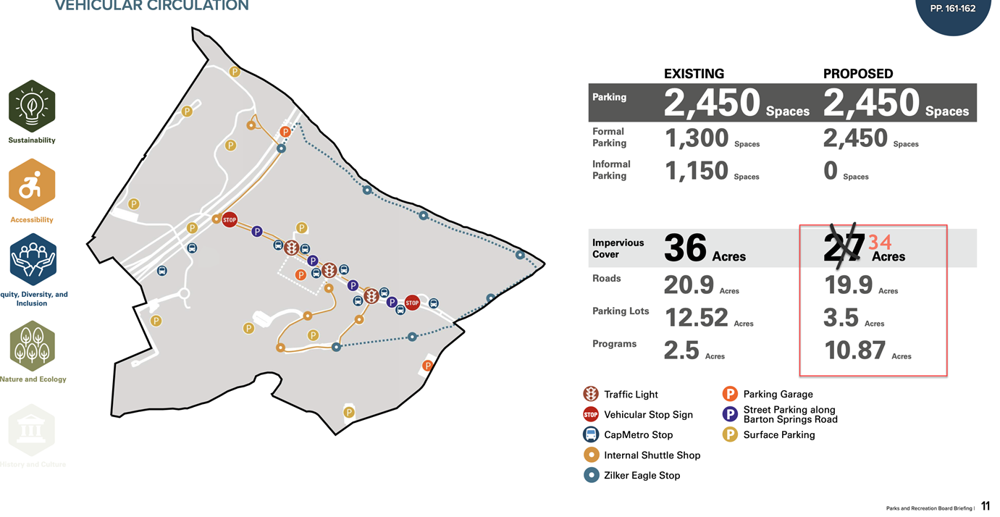 VEHICULAR CIRCULATION
PP. 161-162
Sustainability
Accessibility
quity, Diversity, and
Inclusion
Nature and Ecology
History and Culture
P
P
P
P
P
P
STOP
P
P
P
P
P
P
STOP
P
P
P
P
P
P
EXISTING PROPOSED
Parking 2,450 Spaces 2,450 Spaces
Formal
Parking 1,300 Spaces 2,450 Spaces
Informal
Parking 1,150 Spaces 0 Spaces
Impervious
Cover 36 Acres 27 34 Acres
Roads 20.9 Acres 19.9 Acres
Parking Lots 12.52 Acres 3.5 Acres
Programs 2.5 Acres 10.87 Acres
Traffic Light
STOP Vehicular Stop Sign
CapMetro Stop
Internal Shuttle Shop
Zilker Eagle Stop
P Parking Garage
P Street Parking along
Barton Springs Road
P Surface Parking
Parks and Recreation Board Briefing | 11